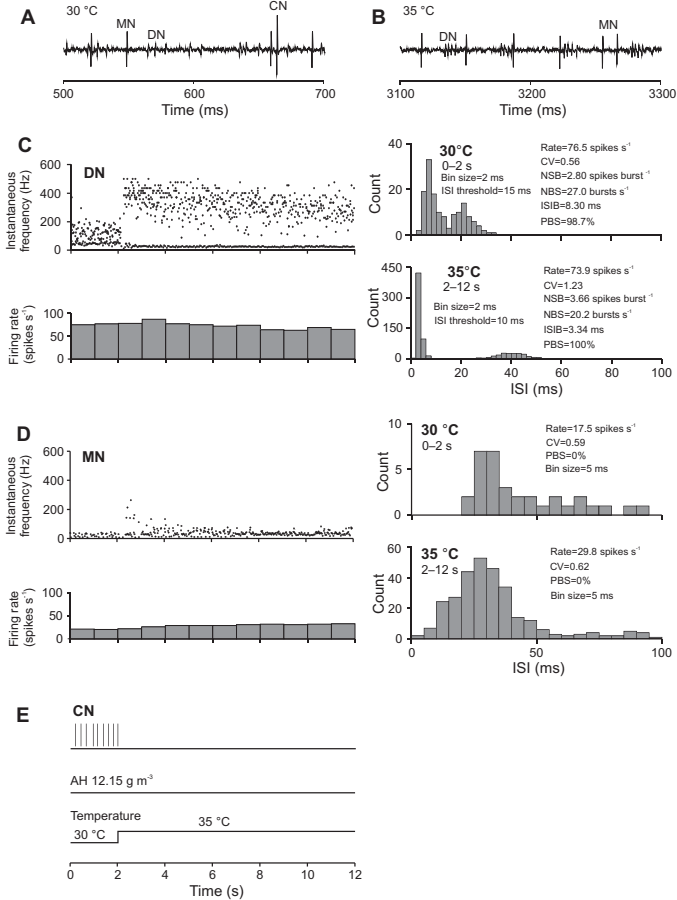 A
30 °C
MN
DN
CN
500
600
700
Time (ms)
B
35 °C
DN
MN
3100
3200
3300
Time (ms)
C
DN
Instantaneous
frequency (Hz)
600
400
200
0
Firing rate
(spikes s⁻¹)
100
50
0
Count
40
20
0
30°C
0–2 s
Bin size=2 ms
ISI threshold=15 ms
Rate=76.5 spikes s⁻¹
CV=0.56
NSB=2.80 spikes burst⁻¹
NBS=27.0 bursts s⁻¹
ISIB=8.30 ms
PBS=98.7%
Count
450
300
150
0
35°C
2–12 s
Bin size=2 ms
ISI threshold=10 ms
Rate=73.9 spikes s⁻¹
CV=1.23
NSB=3.66 spikes burst⁻¹
NBS=20.2 bursts s⁻¹
ISIB=3.34 ms
PBS=100%
0
20
40
60
80
100
ISI (ms)
D
MN
Instantaneous
frequency (Hz)
600
400
200
0
Firing rate
(spikes s⁻¹)
100
50
0
Count
10
5
0
30 °C
0–2 s
Rate=17.5 spikes s⁻¹
CV=0.59
PBS=0%
Bin size=5 ms
Count
60
40
20
0
35 °C
2–12 s
Rate=29.8 spikes s⁻¹
CV=0.62
PBS=0%
Bin size=5 ms
0
50
100
ISI (ms)
E
CN
AH 12.15 g m⁻³
Temperature
30 °C
35 °C
0
2
4
6
8
10
12
Time (s)